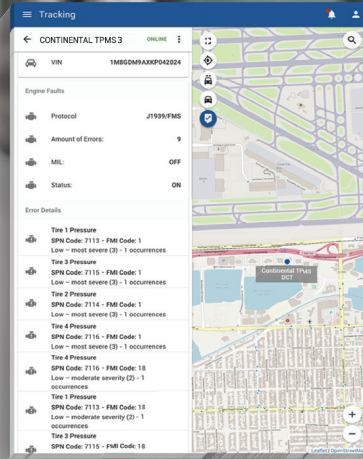 Tracking
CONTINENTAL TPMS 3
ONLINE
VIN
1M8GDM9AXKP042024
Engine Faults
Protocol
J1939/FMS
Amount of Errors:
9
MIL:
OFF
Status:
ON
Error Details
Tire 1 Pressure
SPN Code: 7113 - FMI Code: 1
Low – most severe (3) - 1 occurrences
Tire 3 Pressure
SPN Code: 7115 - FMI Code: 1
Low – most severe (3) - 1 occurrences
Tire 2 Pressure
SPN Code: 7114 - FMI Code: 1
Low – most severe (3) - 1 occurrences
Tire 4 Pressure
SPN Code: 7116 - FMI Code: 1
Low – most severe (3) - 1 occurrences
Tire 4 Pressure
SPN Code: 7116 - FMI Code: 18
Low – moderate severity (2) - 1
occurrences
Tire 1 Pressure
SPN Code: 7113 - FMI Code: 18
Low – moderate severity (2) - 1
occurrences
Tire 3 Pressure
SPN Code: 7115 - FMI Code: 18
Continental TPMS
DCT
+
−
Leaflet | OpenStreetMap